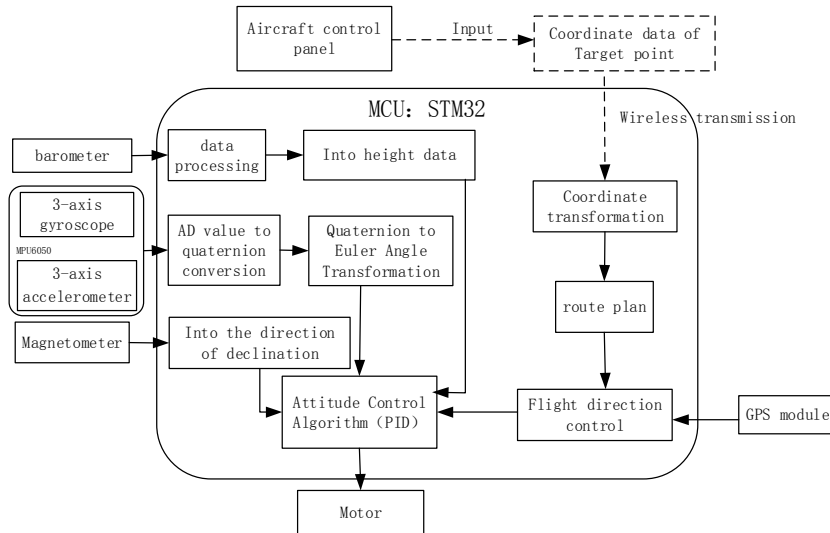 Aircraft control
panel
Input
Coordinate data of
Target point
MCU: STM32
Wireless transmission
barometer
data
processing
Into height data
3-axis
gyroscope
MPU6050
3-axis
accelerometer
AD value to
quaternion
conversion
Quaternion to
Euler Angle
Transformation
Coordinate
transformation
route plan
Magnetometer
Into the direction
of declination
Attitude Control
Algorithm（PID）
Flight direction
control
GPS module
Motor